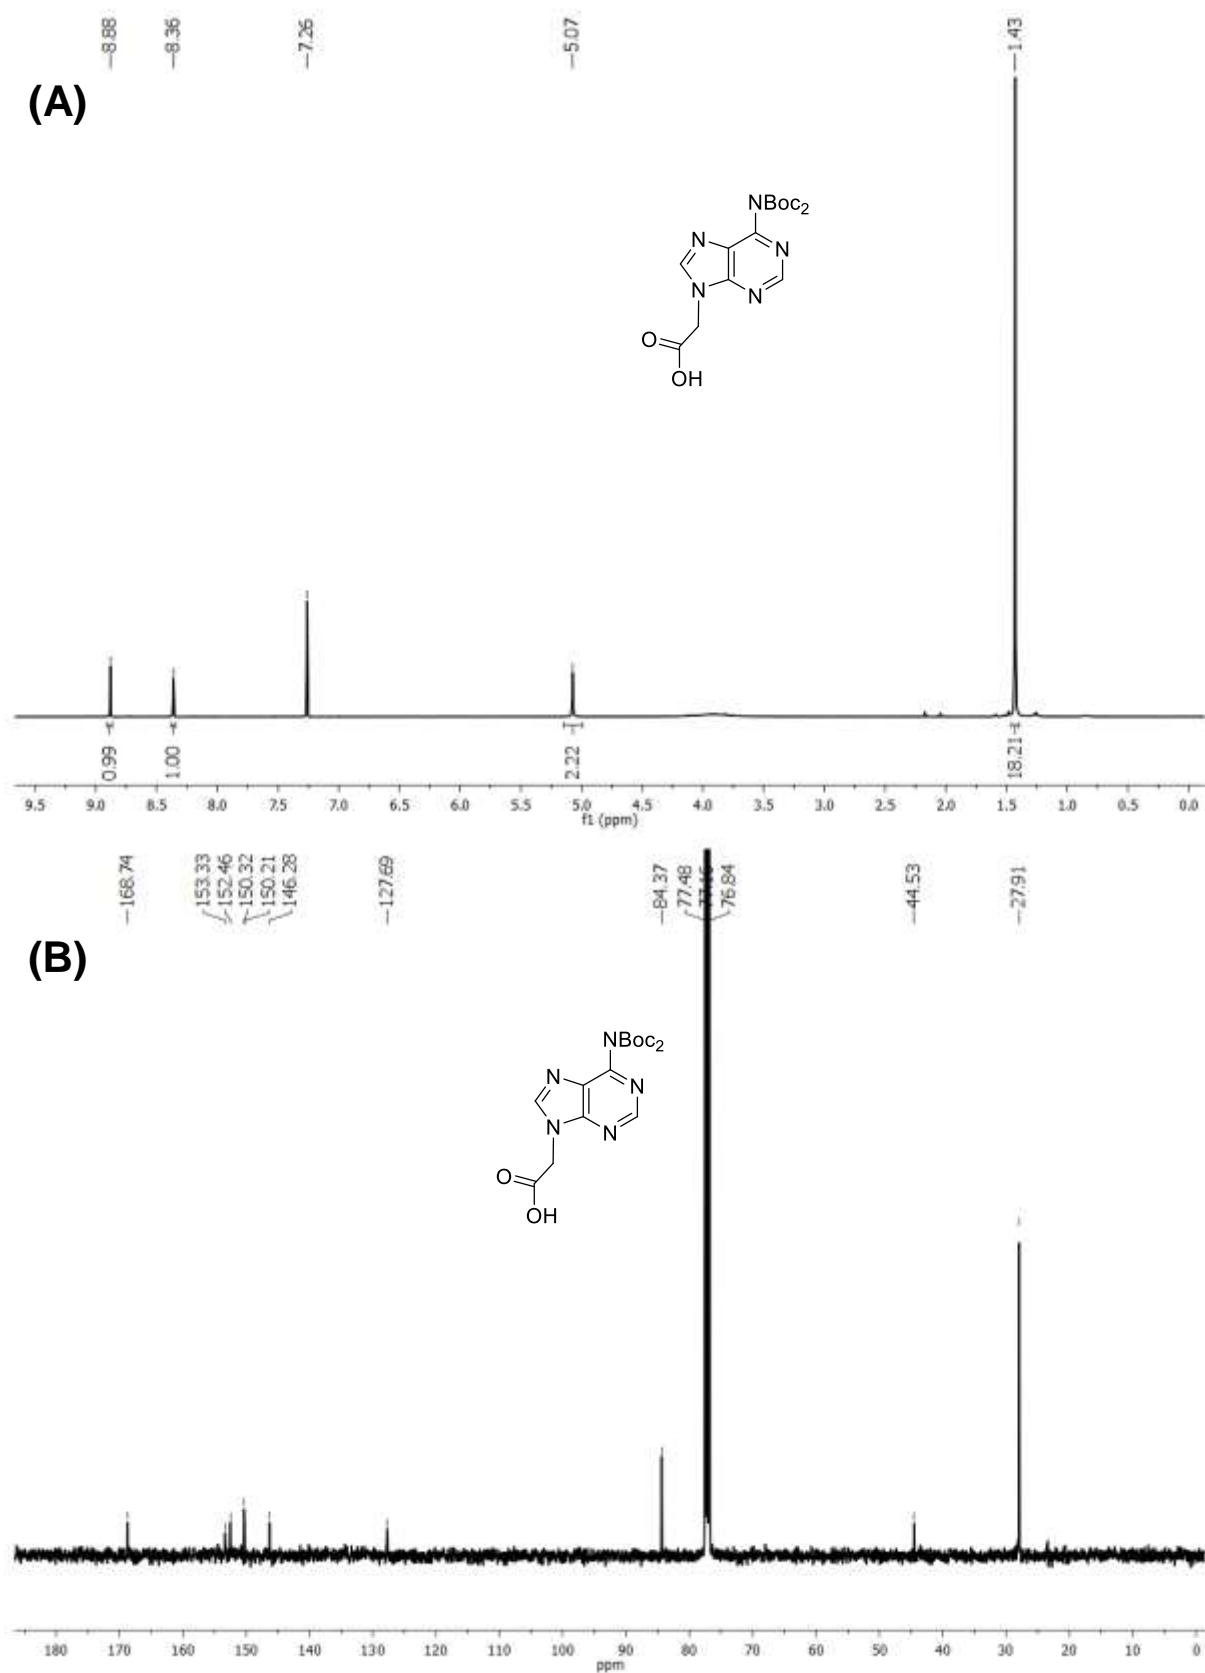 —8.88 —8.36 —7.26 —5.07 —1.43
(A)
NBoc2
N N
N N
O
OH
0.99 1.00 2.22 18.21
9.5 9.0 8.5 8.0 7.5 7.0 6.5 6.0 5.5 5.0 4.5 4.0 3.5 3.0 2.5 2.0 1.5 1.0 0.5 0.0
f1 (ppm)
—168.74 153.33 152.46 150.32 150.21 146.28 —127.69 —84.37 77.48 77.16 76.84 —44.53 —27.91
(B)
NBoc2
N N
N N
O
OH
180 170 160 150 140 130 120 110 100 90 80 70 60 50 40 30 20 10 0
ppm